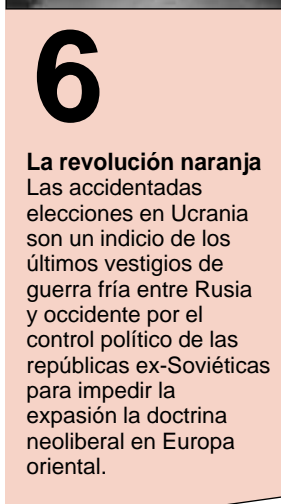 6
La revolución naranja
Las accidentadas
elecciones en Ucrania
son un indicio de los
últimos vestigios de
guerra fría entre Rusia
y occidente por el
control político de las
repúblicas ex-Soviéticas
para impedir la
expasión la doctrina
neoliberal en Europa
oriental.